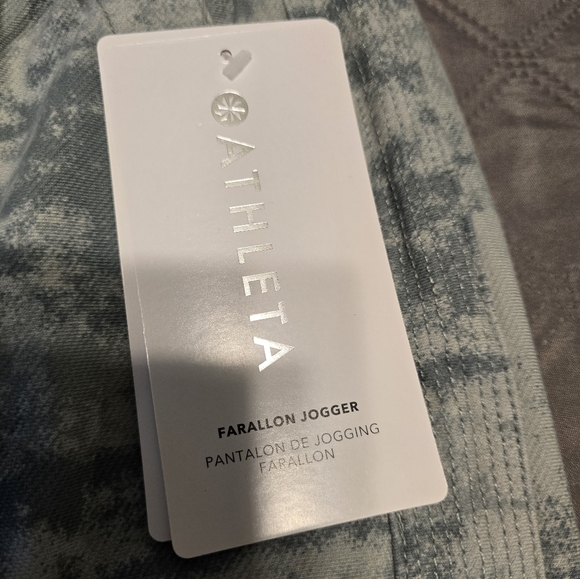 ATHLETA
FARALLON JOGGER
PANTALON DE JOGGING
FARALLON